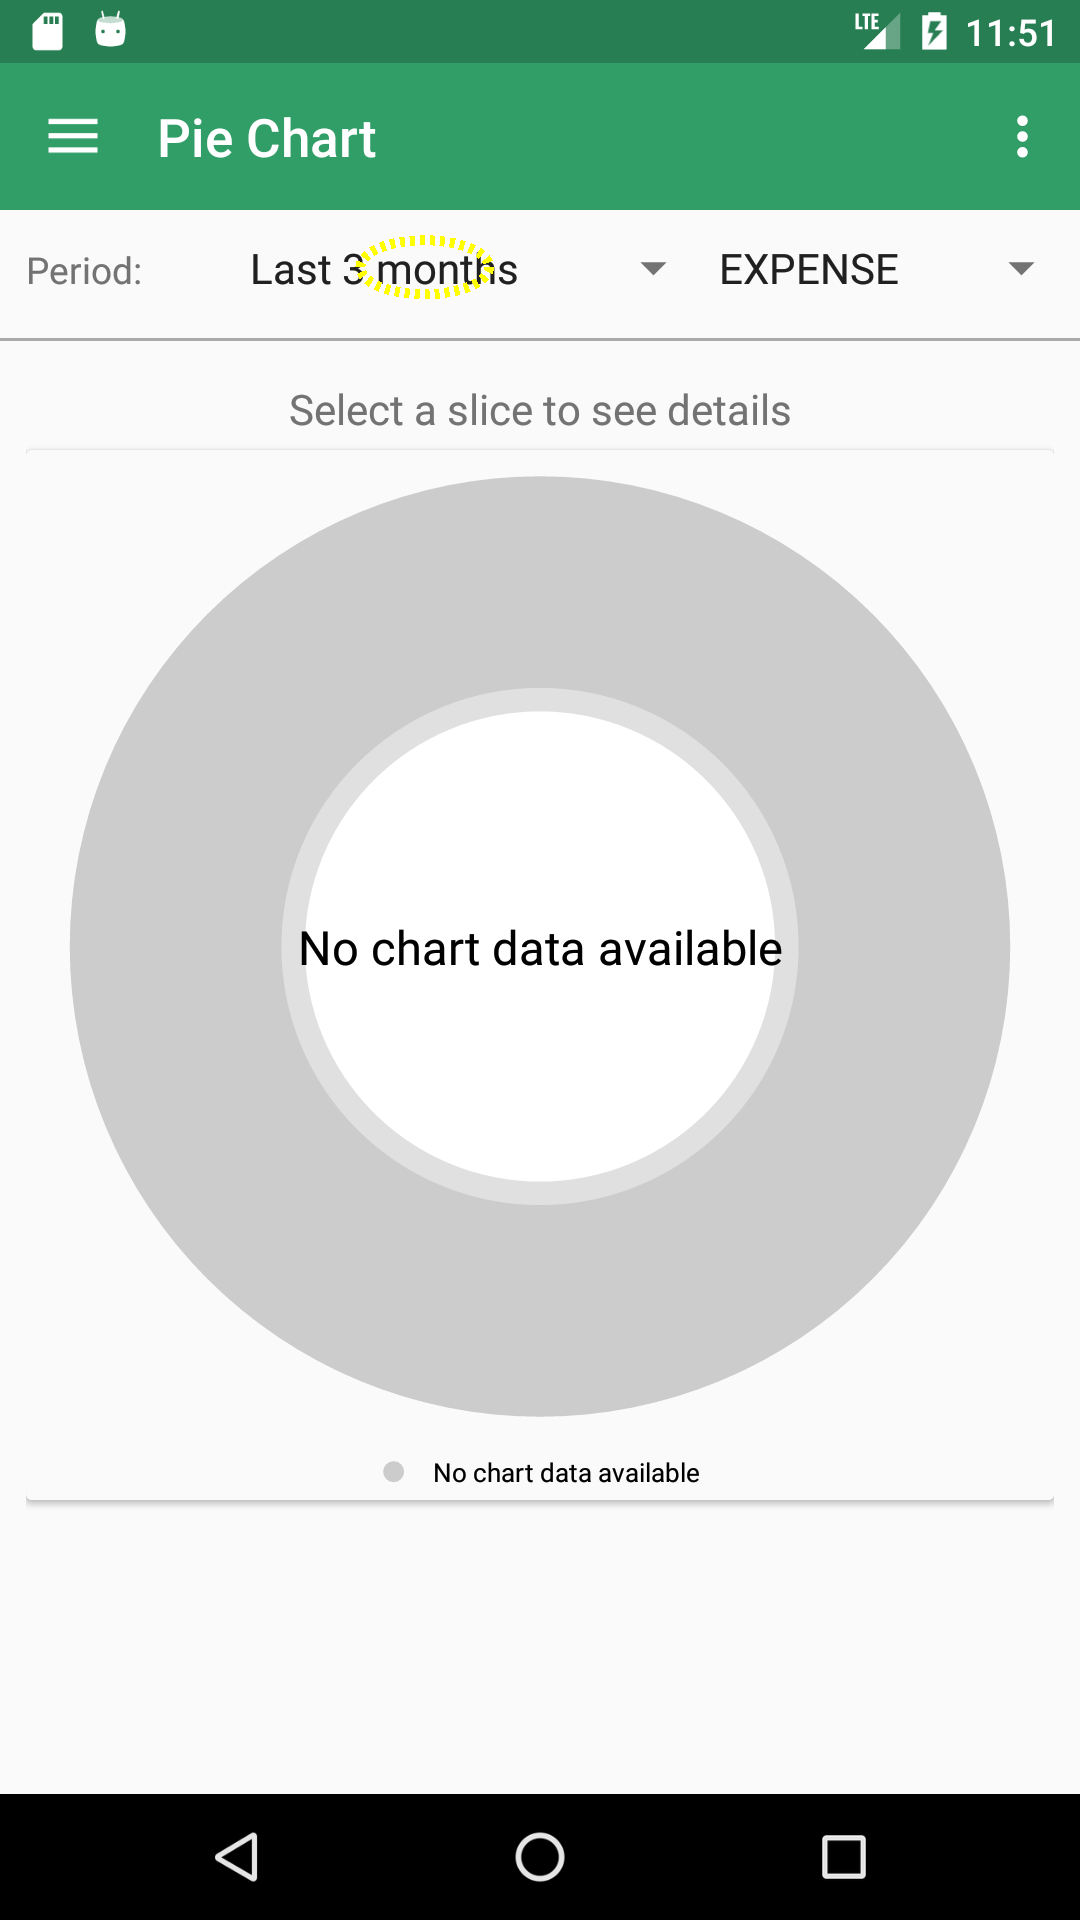 LTE 11:51
Pie Chart
Period: Last 3 months EXPENSE
Select a slice to see details
No chart data available
No chart data available